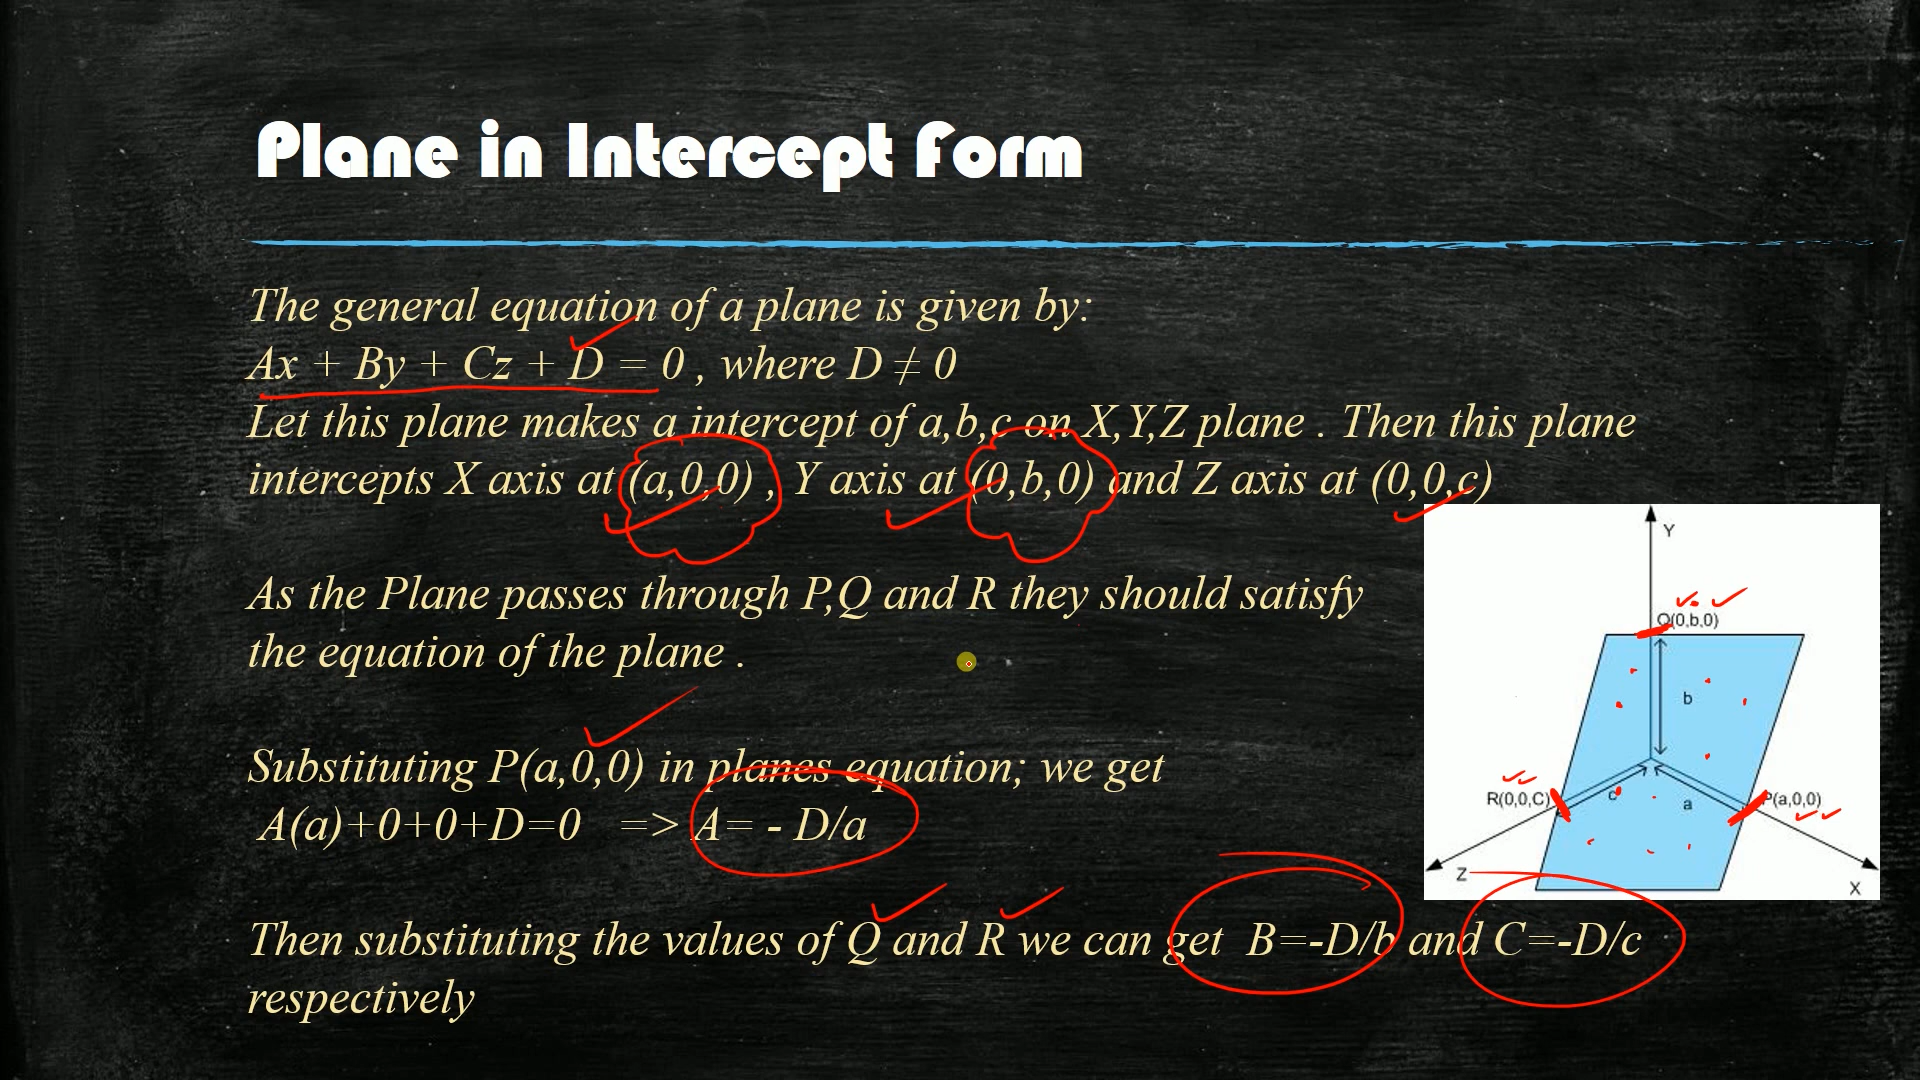 Plane in Intercept Form
The general equation of a plane is given by:
Ax + By + Cz + D = 0 , where D ≠ 0
Let this plane makes a intercept of a,b,c on X,Y,Z plane . Then this plane
intercepts X axis at (a,0,0) , Y axis at (0,b,0) and Z axis at (0,0,c)
As the Plane passes through P,Q and R they should satisfy
the equation of the plane .
Substituting P(a,0,0) in planes equation; we get
A(a)+0+0+D=0 => A= - D/a
Then substituting the values of Q and R we can get B=-D/b and C=-D/c
respectively
Y
Q(0,b,0)
b
R(0,0,C)
c
a
P(a,0,0)
Z
X